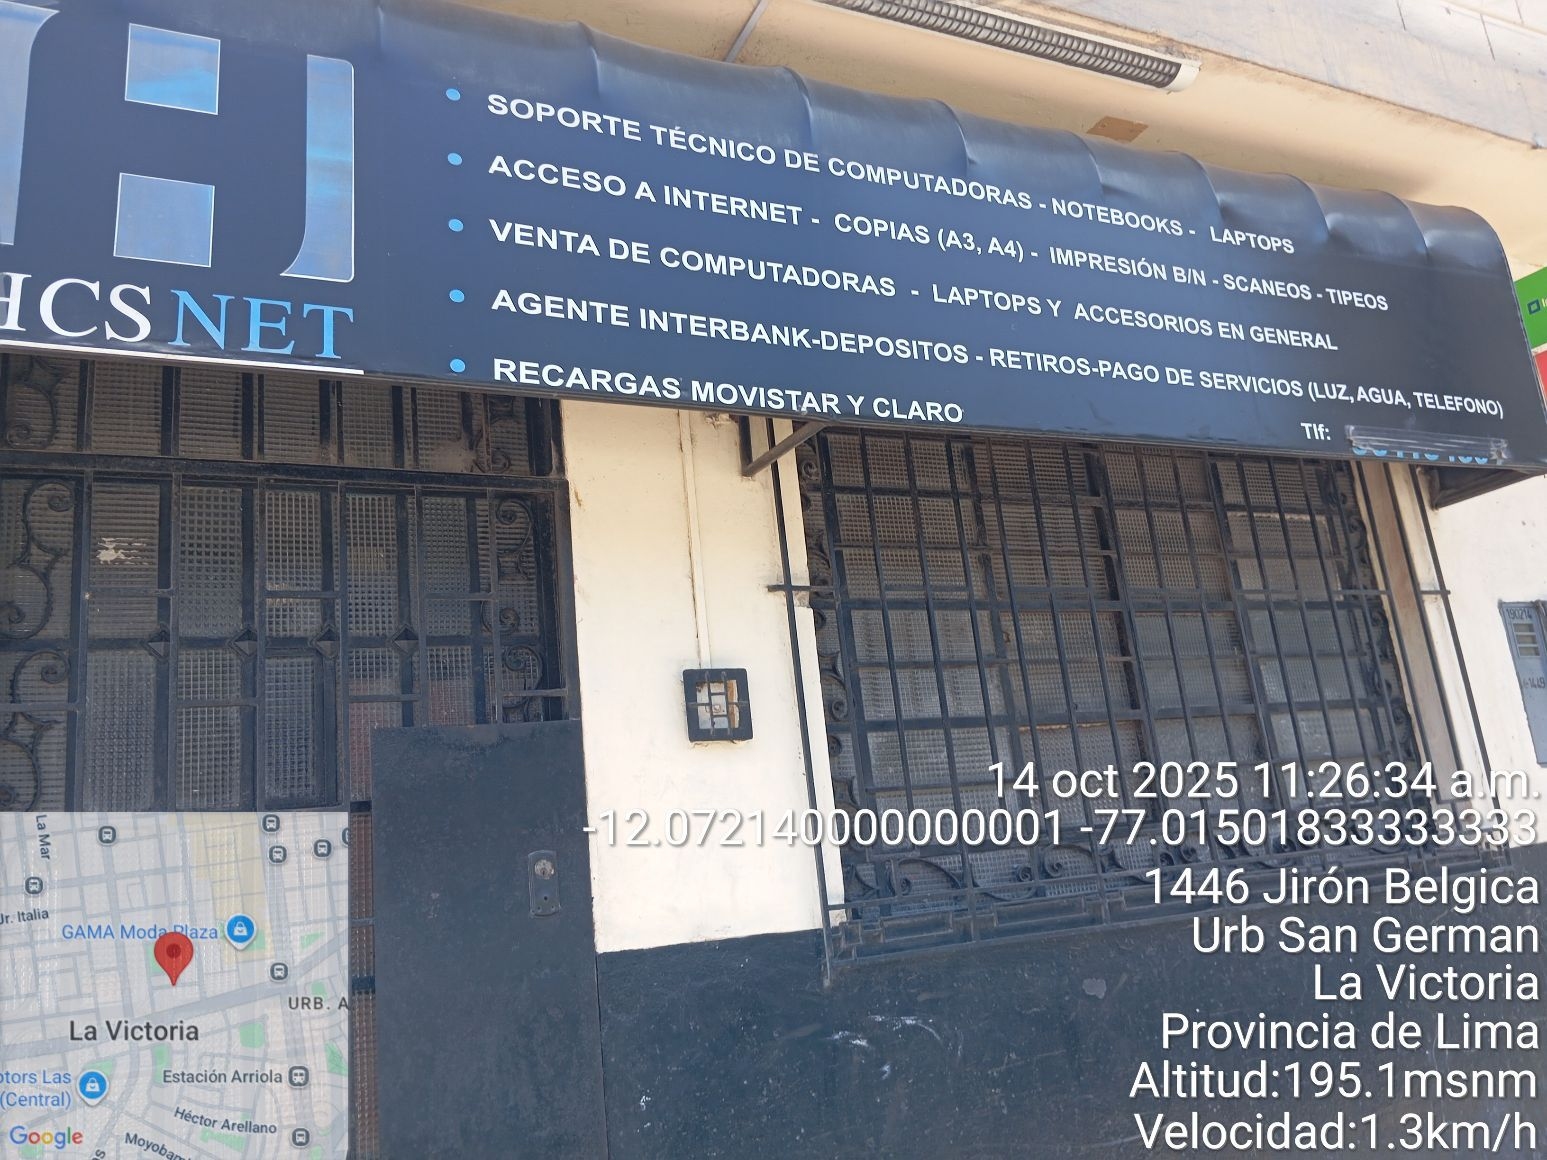 HCS NET
SOPORTE TÉCNICO DE COMPUTADORAS - NOTEBOOKS - LAPTOPS
ACCESO A INTERNET - COPIAS (A3, A4) - IMPRESIÓN B/N - SCANEOS - TIPEOS
VENTA DE COMPUTADORAS - LAPTOPS Y ACCESORIOS EN GENERAL
AGENTE INTERBANK-DEPOSITOS - RETIROS-PAGO DE SERVICIOS (LUZ, AGUA, TELEFONO)
RECARGAS MOVISTAR Y CLARO
Tlf:
14 oct 2025 11:26:34 a.m.
-12.072140000000001 -77.01501833333333
1446 Jirón Belgica
Urb San German
La Victoria
Provincia de Lima
Altitud:195.1msnm
Velocidad:1.3km/h
La Mar
Jr. Italia
GAMA Moda Plaza
URB. A
La Victoria
otors Las
(Central)
Estación Arriola
Héctor Arellano
Moyobam
Google